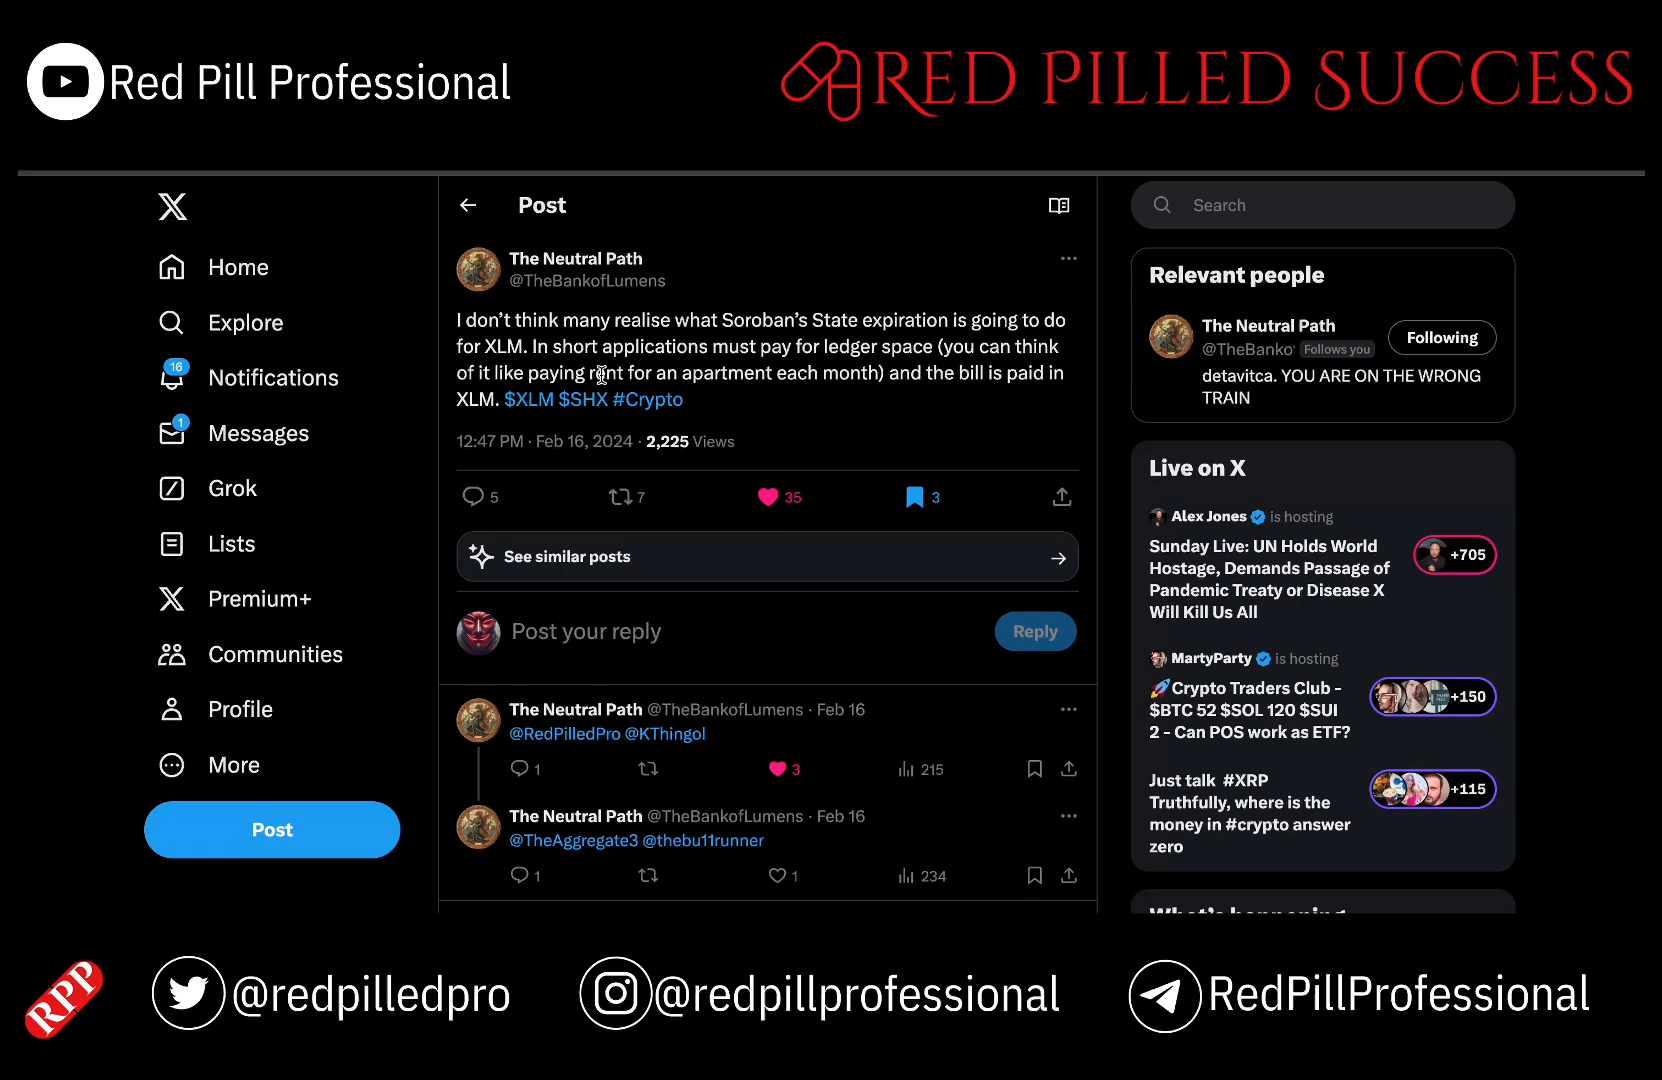 Red Pill Professional
RED PILLED SUCCESS
Home
Explore
16
Notifications
1
Messages
Grok
Lists
Premium+
Communities
Profile
More
Post
Post
The Neutral Path
@TheBankofLumens
I don't think many realise what Soroban's State expiration is going to do
for XLM. In short applications must pay for ledger space (you can think
of it like paying rent for an apartment each month) and the bill is paid in
XLM. $XLM $SHX #Crypto
12:47 PM · Feb 16, 2024 · 2,225 Views
5 7 35 3
See similar posts
Post your reply
Reply
The Neutral Path @TheBankofLumens · Feb 16
@RedPilledPro @KThingol
1 3 215
The Neutral Path @TheBankofLumens · Feb 16
@TheAggregate3 @thebu11runner
1 1 234
Search
Relevant people
The Neutral Path
Following
@TheBanko Follows you
detavitca. YOU ARE ON THE WRONG
TRAIN
Live on X
Alex Jones is hosting
Sunday Live: UN Holds World
Hostage, Demands Passage of
Pandemic Treaty or Disease X
Will Kill Us All
+705
MartyParty is hosting
🚀Crypto Traders Club -
$BTC 52 $SOL 120 $SUI
2 - Can POS work as ETF?
+150
Just talk #XRP
Truthfully, where is the
money in #crypto answer
zero
+115
What's happening
RPP
@redpilledpro
@redpillprofessional
RedPillProfessional